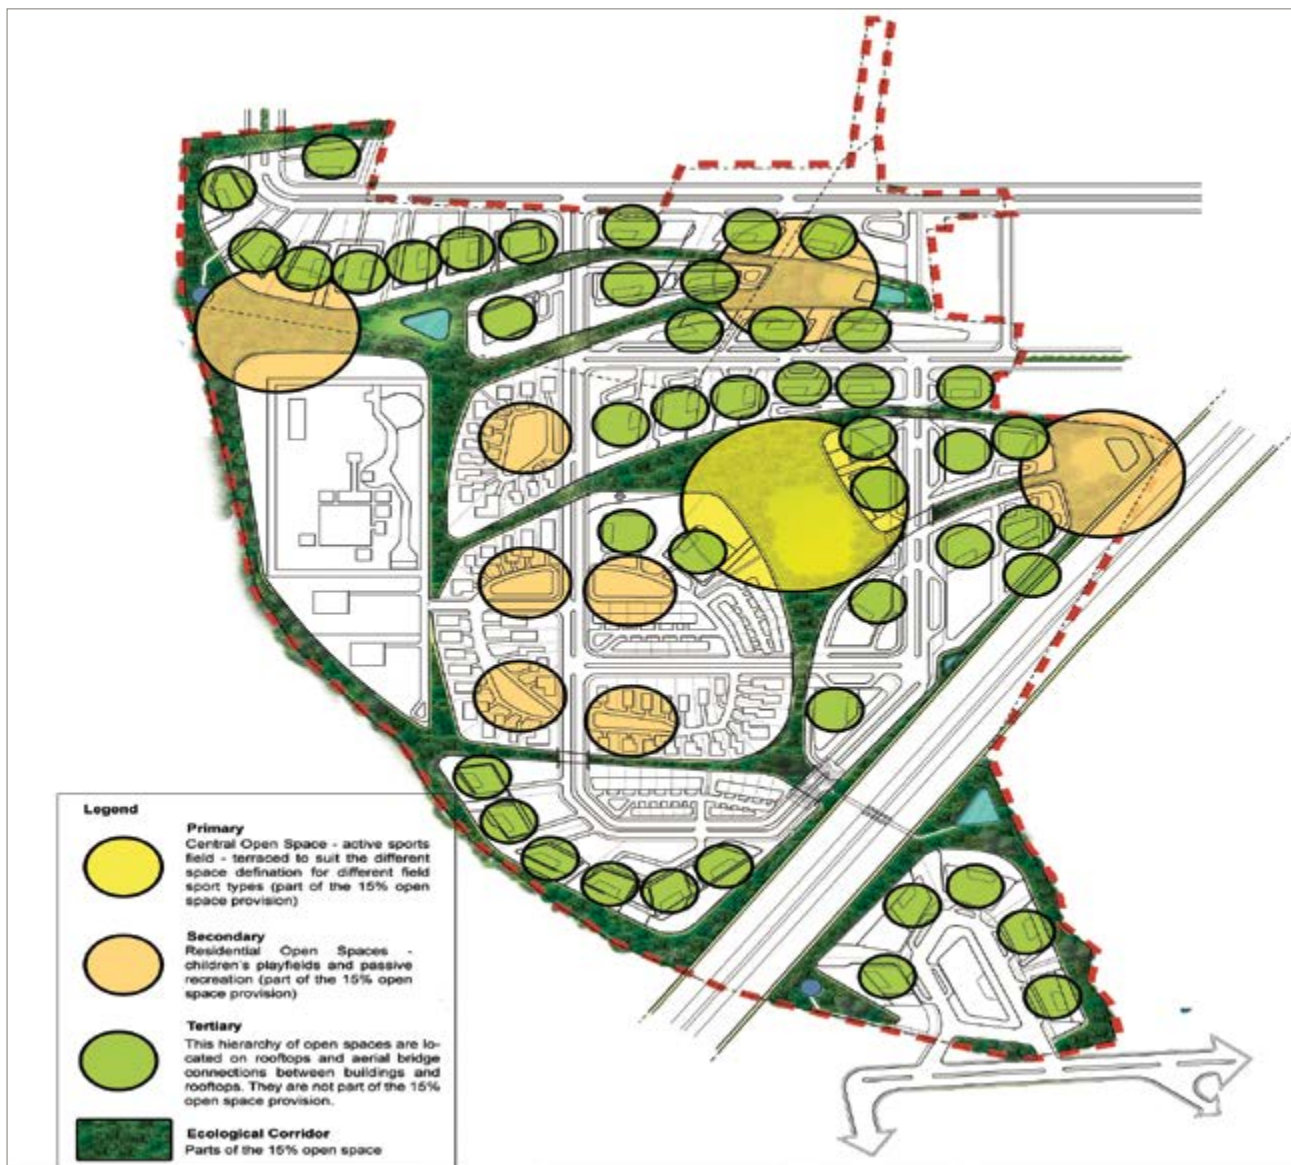 Legend
Primary
Central Open Space - active sports
field - terraced to suit the different
space defination for different field
sport types (part of the 15% open
space provision)
Secondary
Residential Open Spaces -
children's playfields and passive
recreation (part of the 15% open
space provision)
Tertiary
This hierarchy of open spaces are lo-
cated on rooftops and aerial bridge
connections between buildings and
rooftops. They are not part of the 15%
open space provision.
Ecological Corridor
Parts of the 15% open space